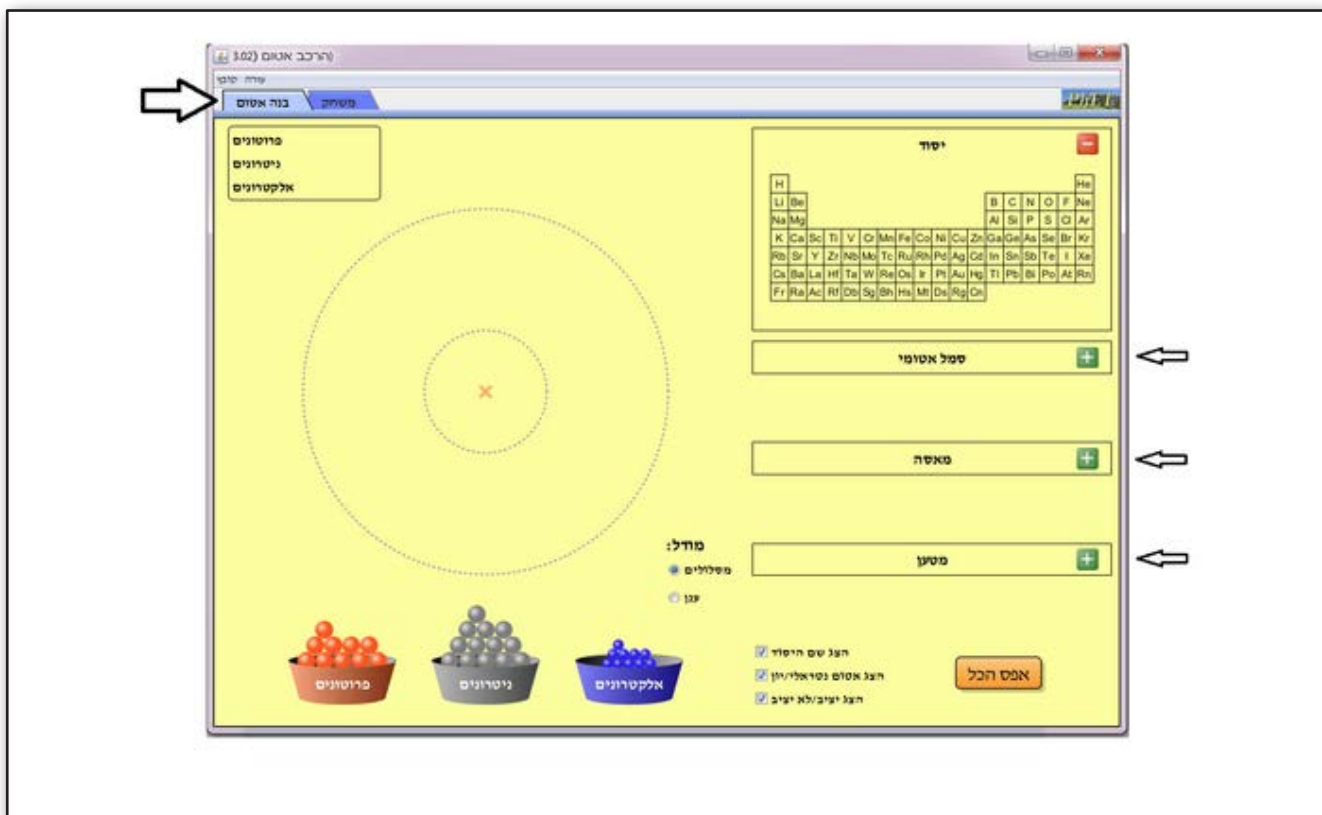 (הרכב אטום (3.02
קובץ עזרה
בנה אטום
משחק
פרוטונים
ניטרונים
אלקטרונים
יסוד
H He
Li Be B C N O F Ne
Na Mg Al Si P S Cl Ar
K Ca Sc Ti V Cr Mn Fe Co Ni Cu Zn Ga Ge As Se Br Kr
Rb Sr Y Zr Nb Mo Tc Ru Rh Pd Ag Cd In Sn Sb Te I Xe
Cs Ba La Hf Ta W Re Os Ir Pt Au Hg Tl Pb Bi Po At Rn
Fr Ra Ac Rf Db Sg Bh Hs Mt Ds Rg Cn
סמל אטומי
מאסה
מטען
מודל:
מסלולים
ענן
פרוטונים
ניטרונים
אלקטרונים
הצג שם היסוד
הצג אטום נטראלי/יון
הצג יציב/לא יציב
אפס הכל